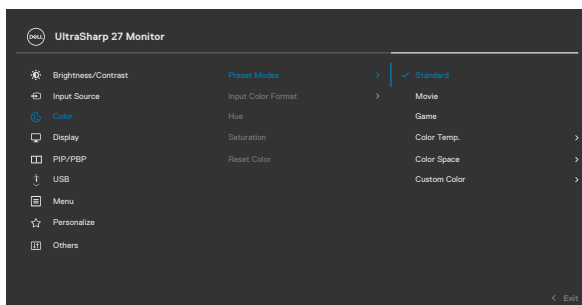 DELL UltraSharp 27 Monitor
Brightness/Contrast Preset Modes Standard
Input Source Input Color Format Movie
Color Hue Game
Display Saturation Color Temp.
PIP/PBP Reset Color Color Space
USB Custom Color
Menu
Personalize
Others
Exit